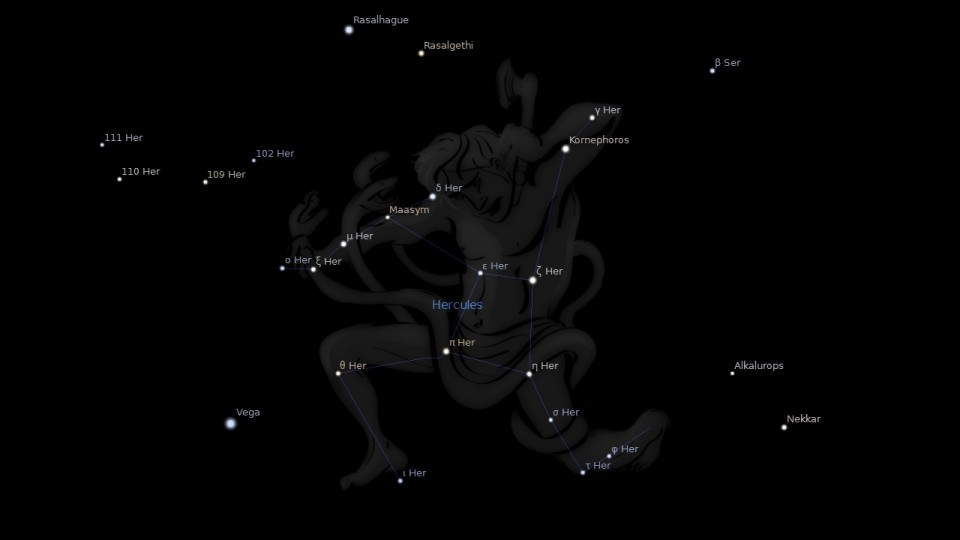 Rasalhague
Rasalgethi
β Ser
γ Her
111 Her
Kornephoros
102 Her
110 Her
109 Her
δ Her
Maasym
μ Her
ο Her
ξ Her
ε Her
ζ Her
Hercules
π Her
θ Her
η Her
Alkalurops
Vega
σ Her
Nekkar
φ Her
τ Her
ι Her